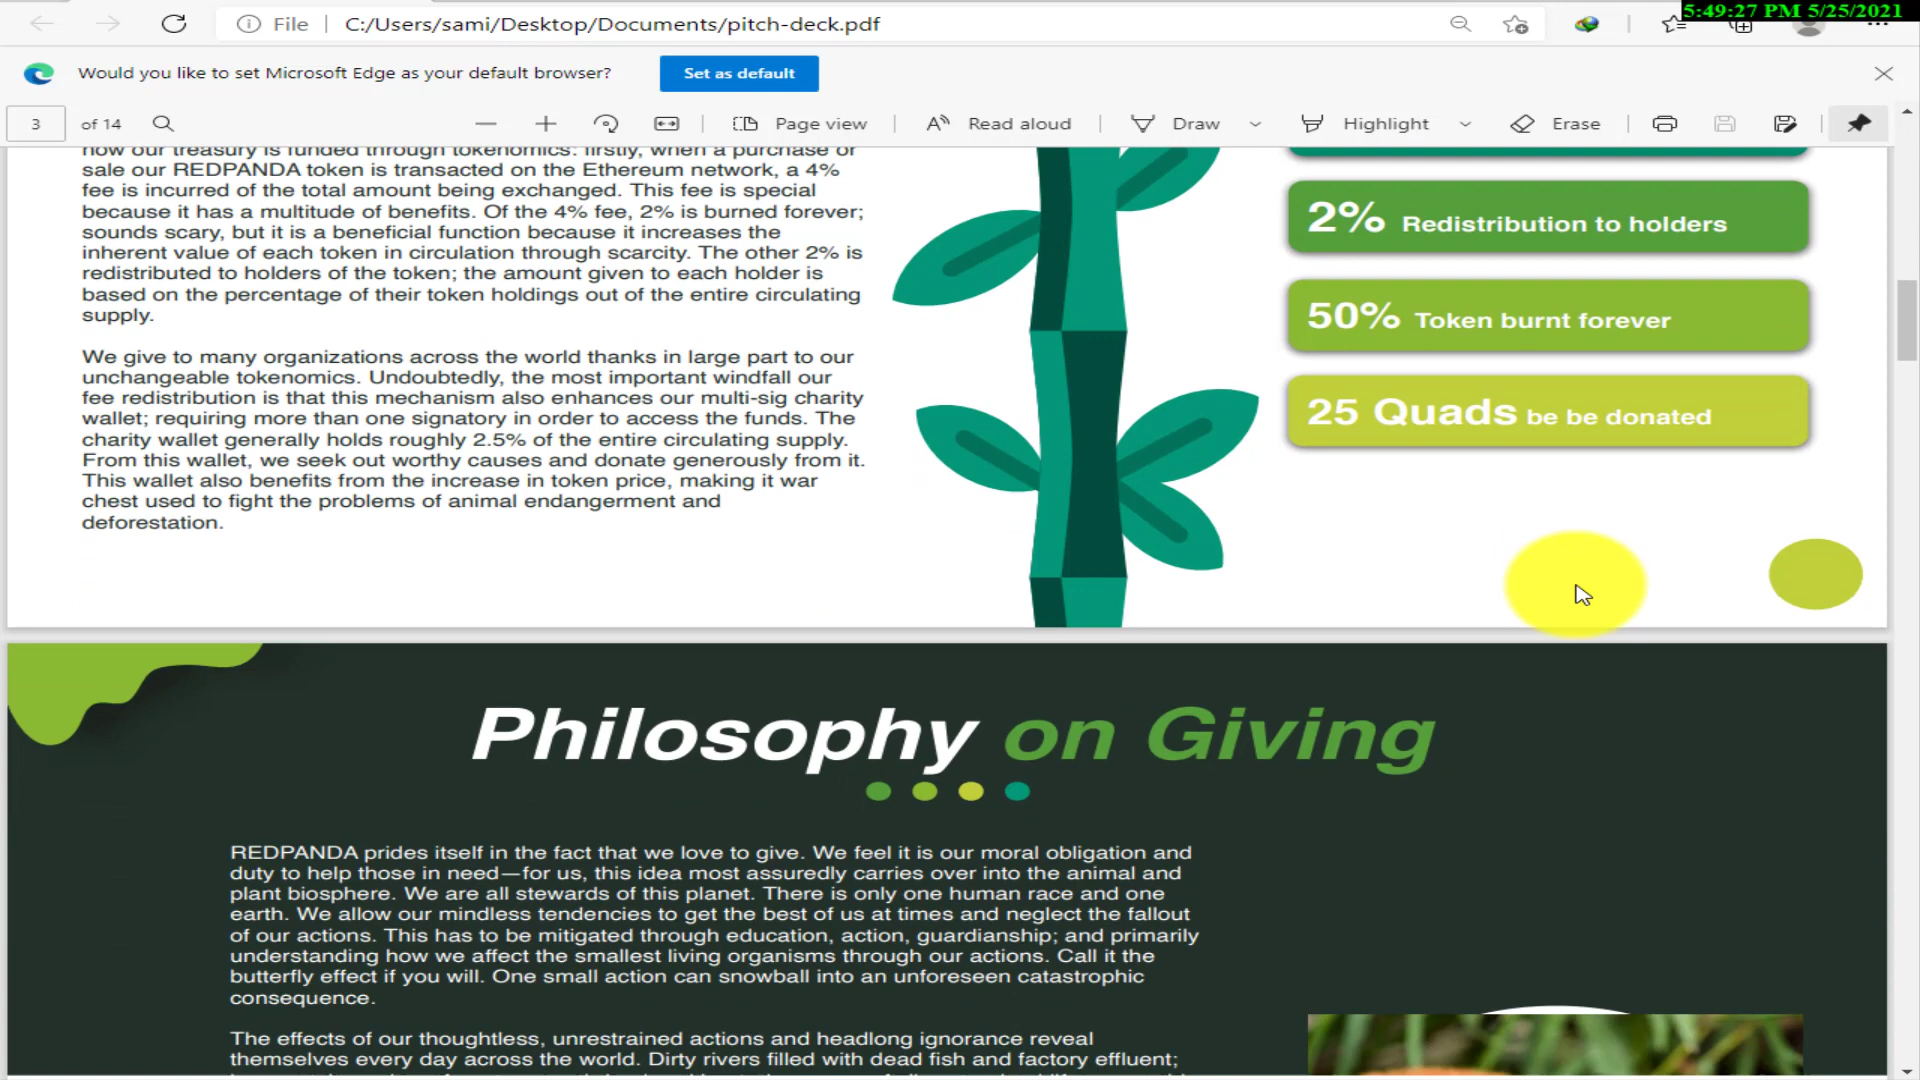 5:49:27 PM 5/25/2021
File
C:/Users/sami/Desktop/Documents/pitch-deck.pdf
Would you like to set Microsoft Edge as your default browser?
Set as default
3 of 14
Page view
Read aloud
Draw
Highlight
Erase
how our treasury is funded through tokenomics: firstly, when a purchase or
sale our REDPANDA token is transacted on the Ethereum network, a 4%
fee is incurred of the total amount being exchanged. This fee is special
because it has a multitude of benefits. Of the 4% fee, 2% is burned forever;
sounds scary, but it is a beneficial function because it increases the
inherent value of each token in circulation through scarcity. The other 2% is
redistributed to holders of the token; the amount given to each holder is
based on the percentage of their token holdings out of the entire circulating
supply.
We give to many organizations across the world thanks in large part to our
unchangeable tokenomics. Undoubtedly, the most important windfall our
fee redistribution is that this mechanism also enhances our multi-sig charity
wallet; requiring more than one signatory in order to access the funds. The
charity wallet generally holds roughly 2.5% of the entire circulating supply.
From this wallet, we seek out worthy causes and donate generously from it.
This wallet also benefits from the increase in token price, making it war
chest used to fight the problems of animal endangerment and
deforestation.
2% Redistribution to holders
50% Token burnt forever
25 Quads be be donated
Philosophy on Giving
REDPANDA prides itself in the fact that we love to give. We feel it is our moral obligation and
duty to help those in need—for us, this idea most assuredly carries over into the animal and
plant biosphere. We are all stewards of this planet. There is only one human race and one
earth. We allow our mindless tendencies to get the best of us at times and neglect the fallout
of our actions. This has to be mitigated through education, action, guardianship; and primarily
understanding how we affect the smallest living organisms through our actions. Call it the
butterfly effect if you will. One small action can snowball into an unforeseen catastrophic
consequence.
The effects of our thoughtless, unrestrained actions and headlong ignorance reveal
themselves every day across the world. Dirty rivers filled with dead fish and factory effluent;